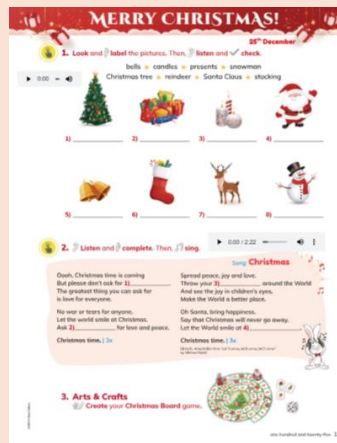 MERRY CHRISTMAS!
25th December
1. Look and label the pictures. Then, listen and check.
bells candles presents snowman
Christmas tree reindeer Santa Claus stocking
0:00
1) 2) 3) 4)
5) 6) 7) 8)
2. Listen and complete. Then, sing.
0:00 / 2:22
Song Christmas
Oooh, Christmas time is coming
But please don't ask for 1)
The greatest thing you can ask for
is love for everyone.
No war or tears for anyone.
Let the world smile at Christmas.
Ask 2) for love and peace.
Christmas time. | 3x
Spread peace, joy and love.
Throw your 3) around the World
And see the joy in children's eyes.
Make the World a better place.
Oh Santa, bring happiness.
Say that Christmas will never go away.
Let the World smile at 4)
Christmas time. | 3x
3. Arts & Crafts
Create your Christmas Board game.
one hundred and twenty-five 1